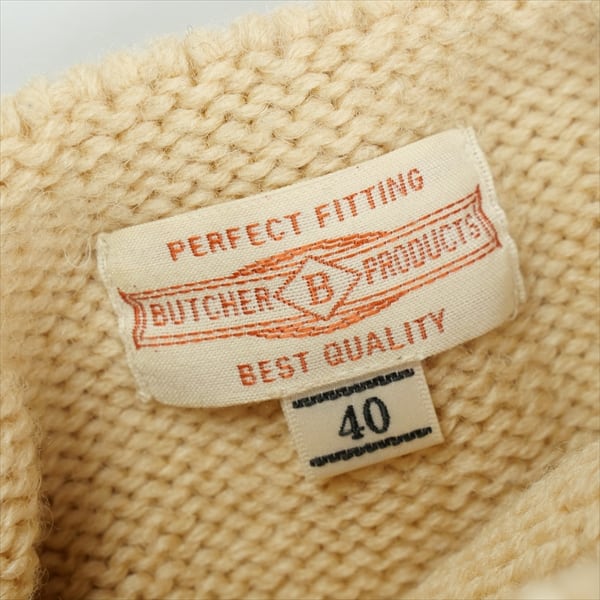 PERFECT FITTING
BUTCHER B PRODUCTS
BEST QUALITY
40